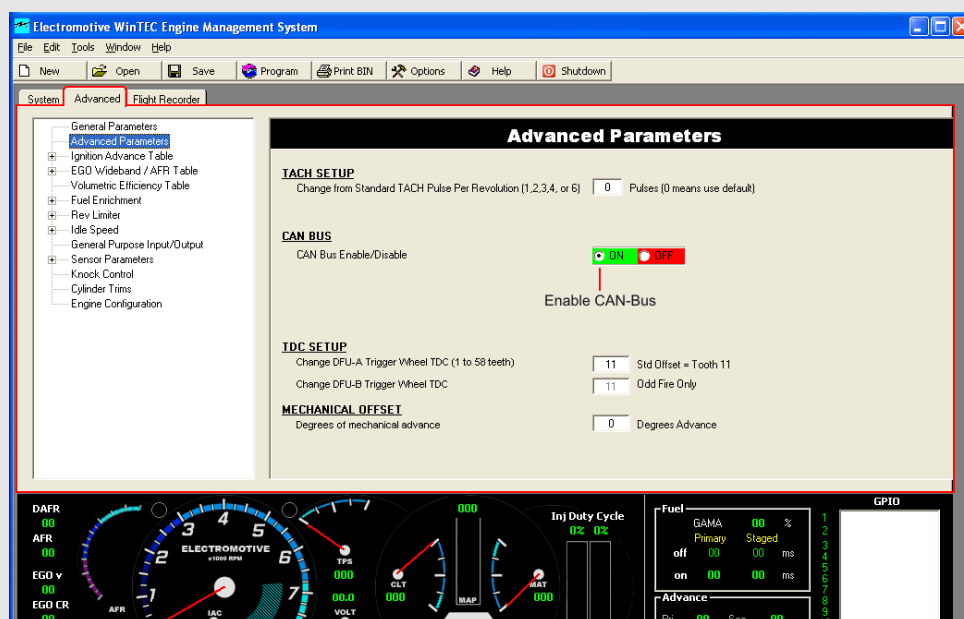 Electromotive WinTEC Engine Management System
File Edit Tools Window Help
New Open Save Program Print BIN Options Help Shutdown
System Advanced Flight Recorder
General Parameters
Advanced Parameters
Ignition Advance Table
EGO Wideband / AFR Table
Volumetric Efficiency Table
Fuel Enrichment
Rev Limiter
Idle Speed
General Purpose Input/Output
Sensor Parameters
Knock Control
Cylinder Trims
Engine Configuration
Advanced Parameters
TACH SETUP
Change from Standard TACH Pulse Per Revolution (1,2,3,4, or 6) 0 Pulses (0 means use default)
CAN BUS
CAN Bus Enable/Disable ON OFF
Enable CAN-Bus
TDC SETUP
Change DFU-A Trigger Wheel TDC (1 to 58 teeth) 11 Std Offset = Tooth 11
Change DFU-B Trigger Wheel TDC 11 Odd Fire Only
MECHANICAL OFFSET
Degrees of mechanical advance 0 Degrees Advance
DAFR
00
AFR
00
EGO v
00
EGO CR
AFR
1 2 3 4 5 6 7
ELECTROMOTIVE
x1000 RPM
IAC
TPS
000
00.0
VOLT
CLT
000
000
MAP
MAT
000
Inj Duty Cycle
0% 0%
Fuel
GAMA 00 %
Primary Staged
off 00 00 ms
on 00 00 ms
Advance
GPIO
1
2
3
4
5
6
7
8
9